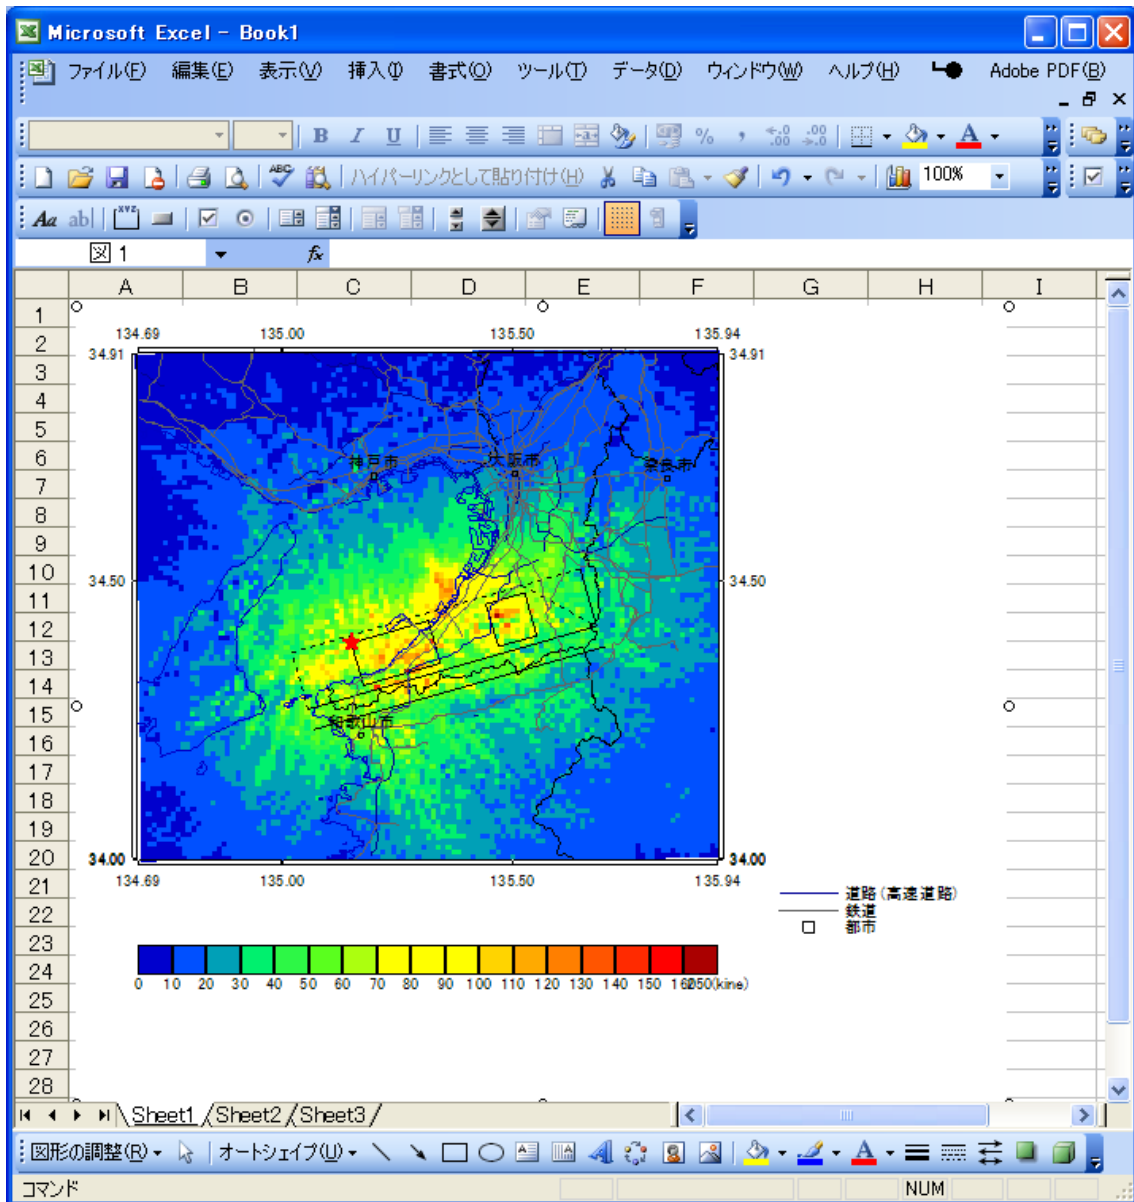 Microsoft Excel - Book1
ファイル(F) 編集(E) 表示(V) 挿入(I) 書式(O) ツール(T) データ(D) ウィンドウ(W) ヘルプ(H) Adobe PDF(B)
B I U % , .00 .00
ABC ハイパーリンクとして貼り付け(H) 100%
Aa ab| XYZ
図 1 fx
A B C D E F G H I
1
134.69 135.00 135.50 135.94
2
34.91 34.91
3
4
5
6
神戸市 大阪市 奈良市
7
8
9
10
34.50 34.50
11
12
13
14
15
和歌山市
16
17
18
19
20
34.00 34.00
21
134.69 135.00 135.50 135.94
道路(高速道路)
22
鉄道
都市
23
24
0 10 20 30 40 50 60 70 80 90 100 110 120 130 140 150 160 250(kine)
25
26
27
28
Sheet1 Sheet2 Sheet3
図形の調整(R) オートシェイプ(U) A A
コマンド NUM